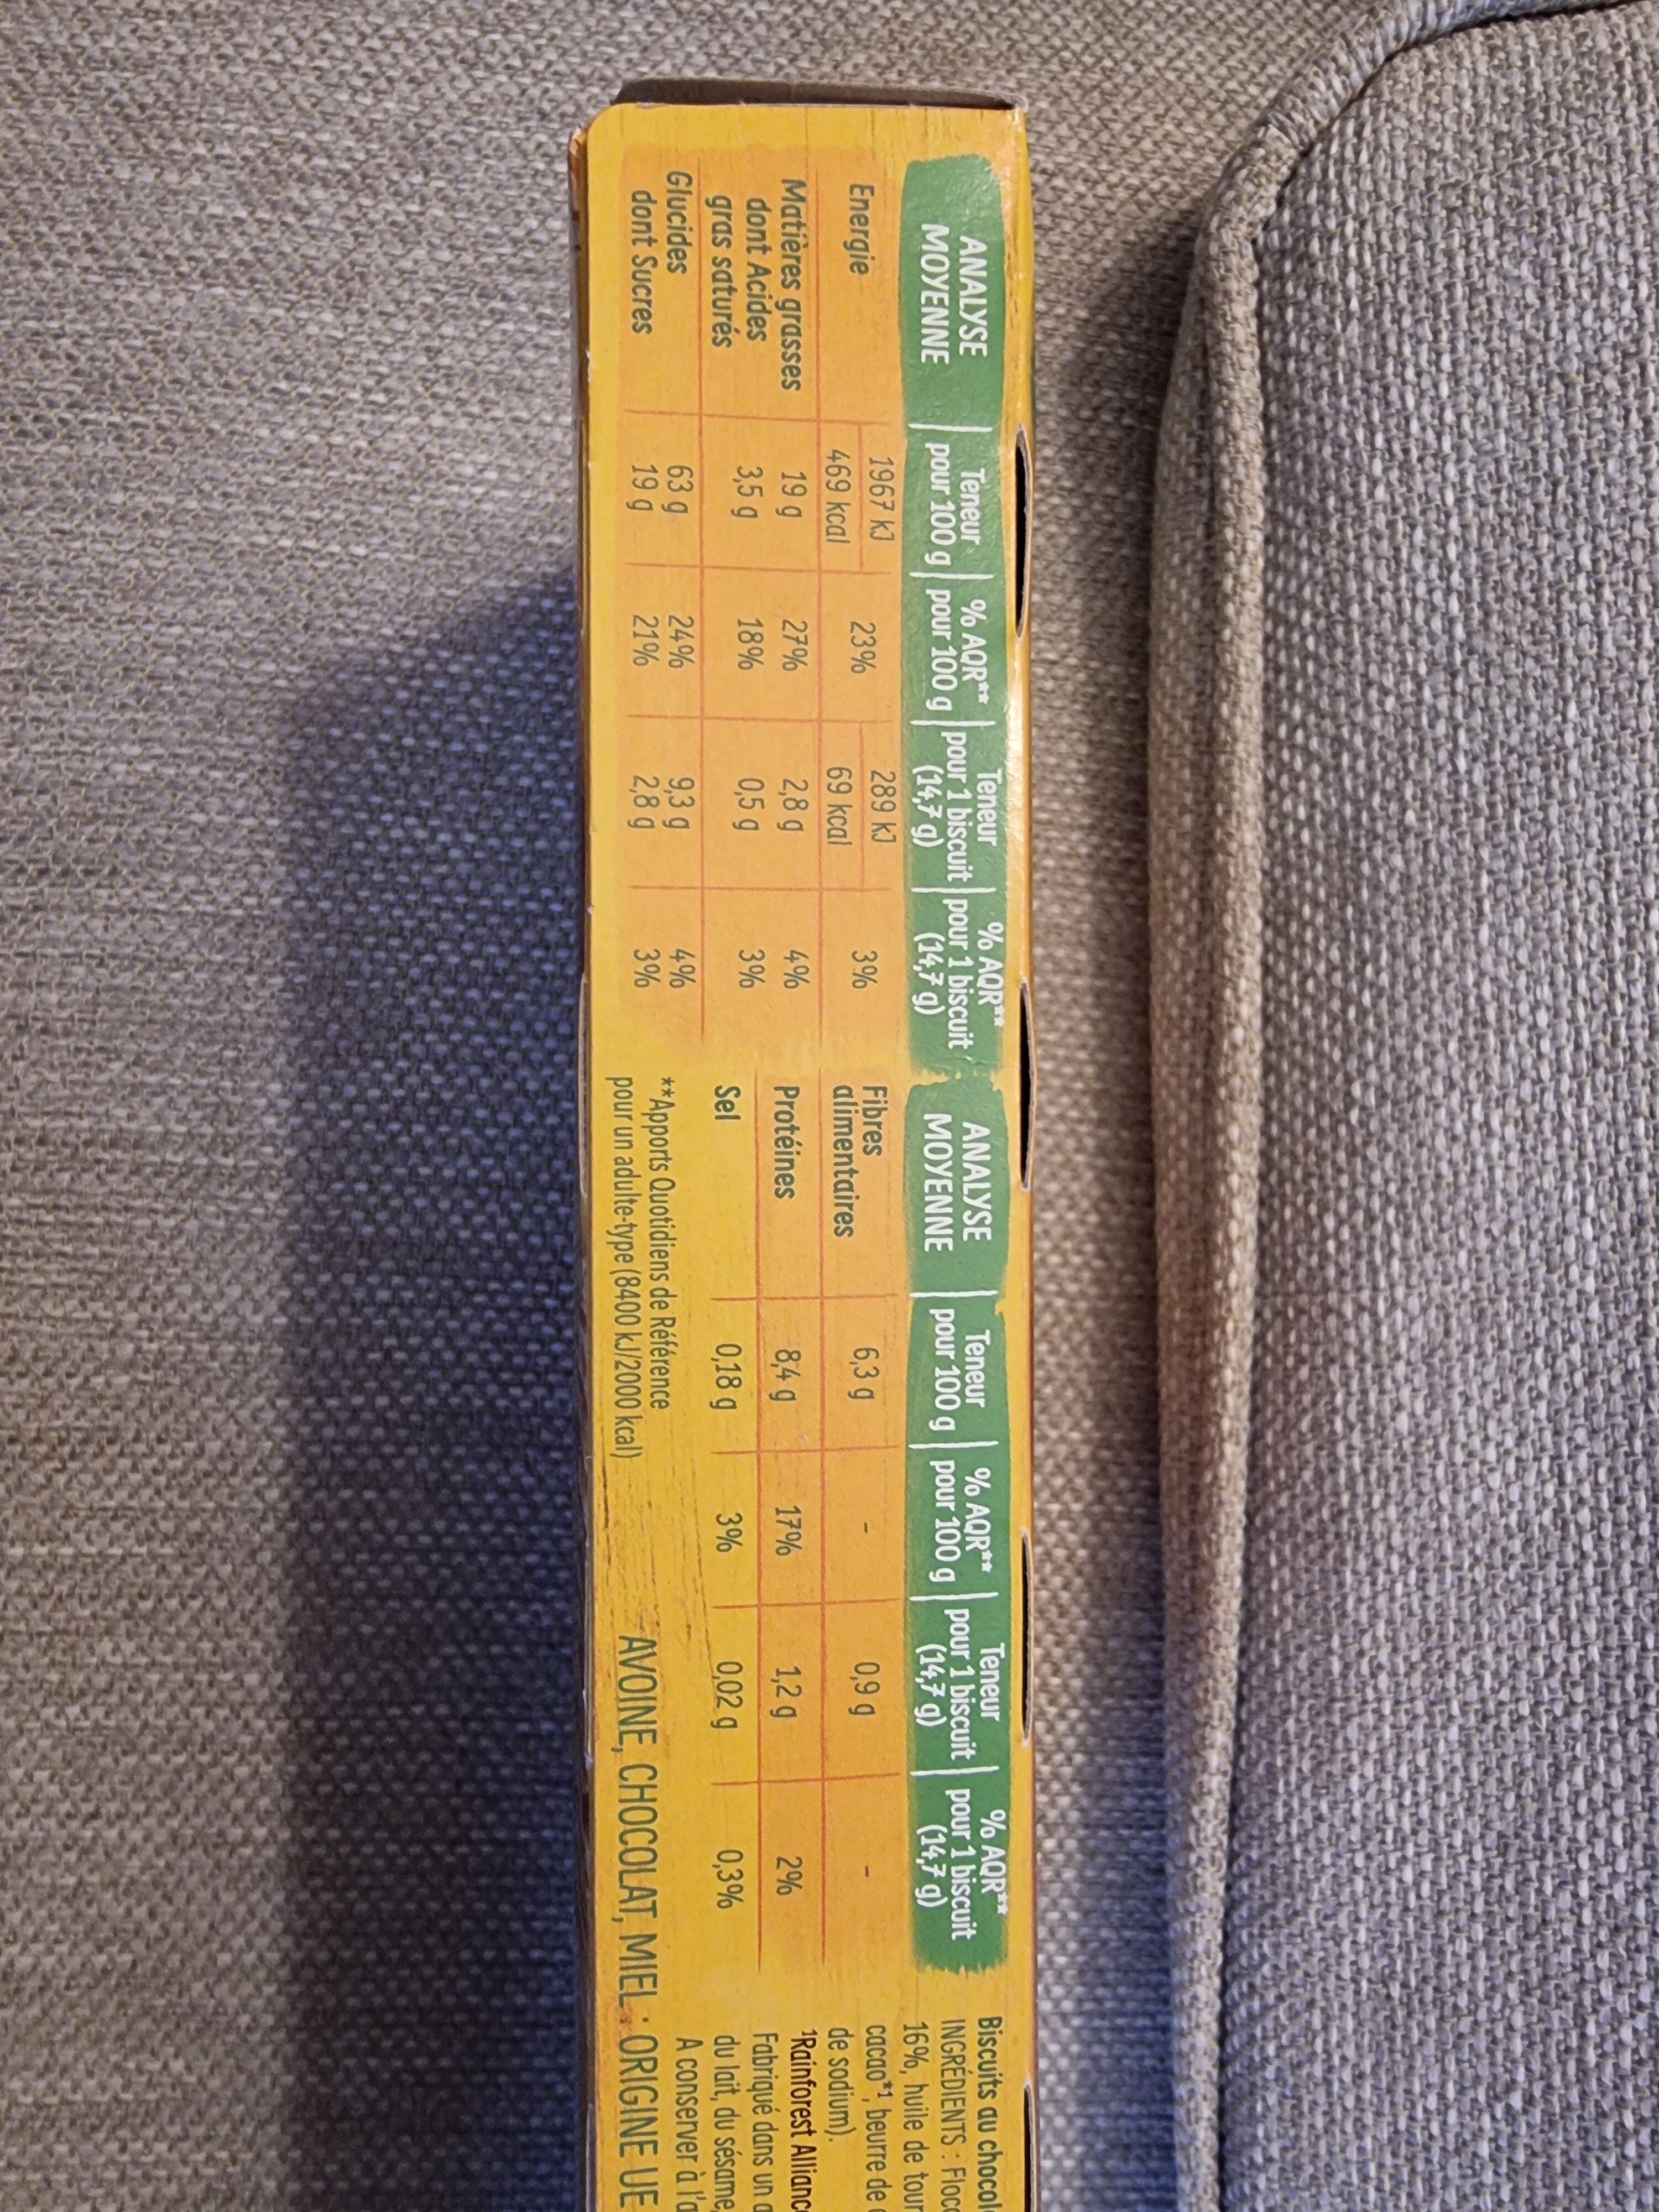 ANALYSE MOYENNE | Teneur pour 100 g | % AQR** pour 100 g | Teneur pour 1 biscuit (14,7 g) | % AQR** pour 1 biscuit (14,7 g)
Energie 1967 kJ 469 kcal 23% 289 kJ 69 kcal 3%
Matières grasses 19 g 27% 2,8 g 4%
dont Acides gras saturés 3,5 g 18% 0,5 g 3%
Glucides 63 g 24% 9,3 g 4%
dont Sucres 19 g 21% 2,8 g 3%
ANALYSE MOYENNE | Teneur pour 100 g | % AQR** pour 100 g | Teneur pour 1 biscuit (14,7 g) | % AQR** pour 1 biscuit (14,7 g)
Fibres alimentaires 6,3 g - 0,9 g -
Protéines 8,4 g 17% 1,2 g 2%
Sel 0,18 g 3% 0,02 g 0,3%
**Apports Quotidiens de Référence
pour un adulte-type (8400 kJ/2000 kcal)
AVOINE, CHOCOLAT, MIEL : ORIGINE UE
Biscuits au
INGRÉDIENTS :
16%, huile de
cacao*¹, beurre de
de sodium).
¹Rainforest
Fabriqué dans un
du lait, du sésame,
A conserver à